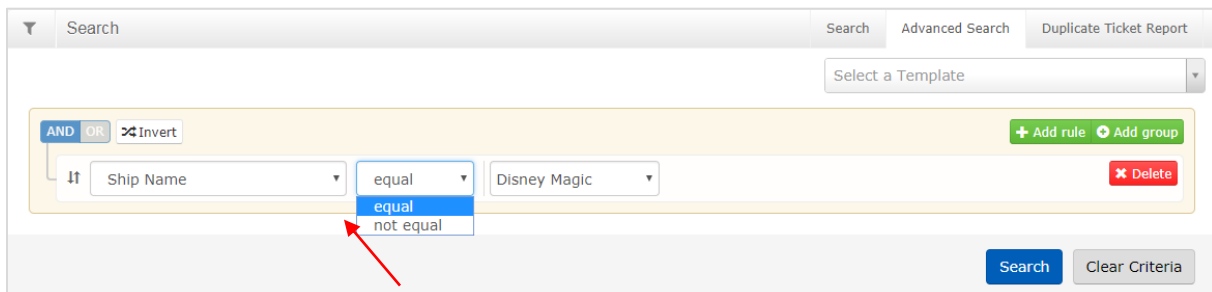 Search Search Advanced Search Duplicate Ticket Report
Select a Template
AND OR Invert Add rule Add group
Ship Name equal Disney Magic Delete
equal
not equal
Search Clear Criteria